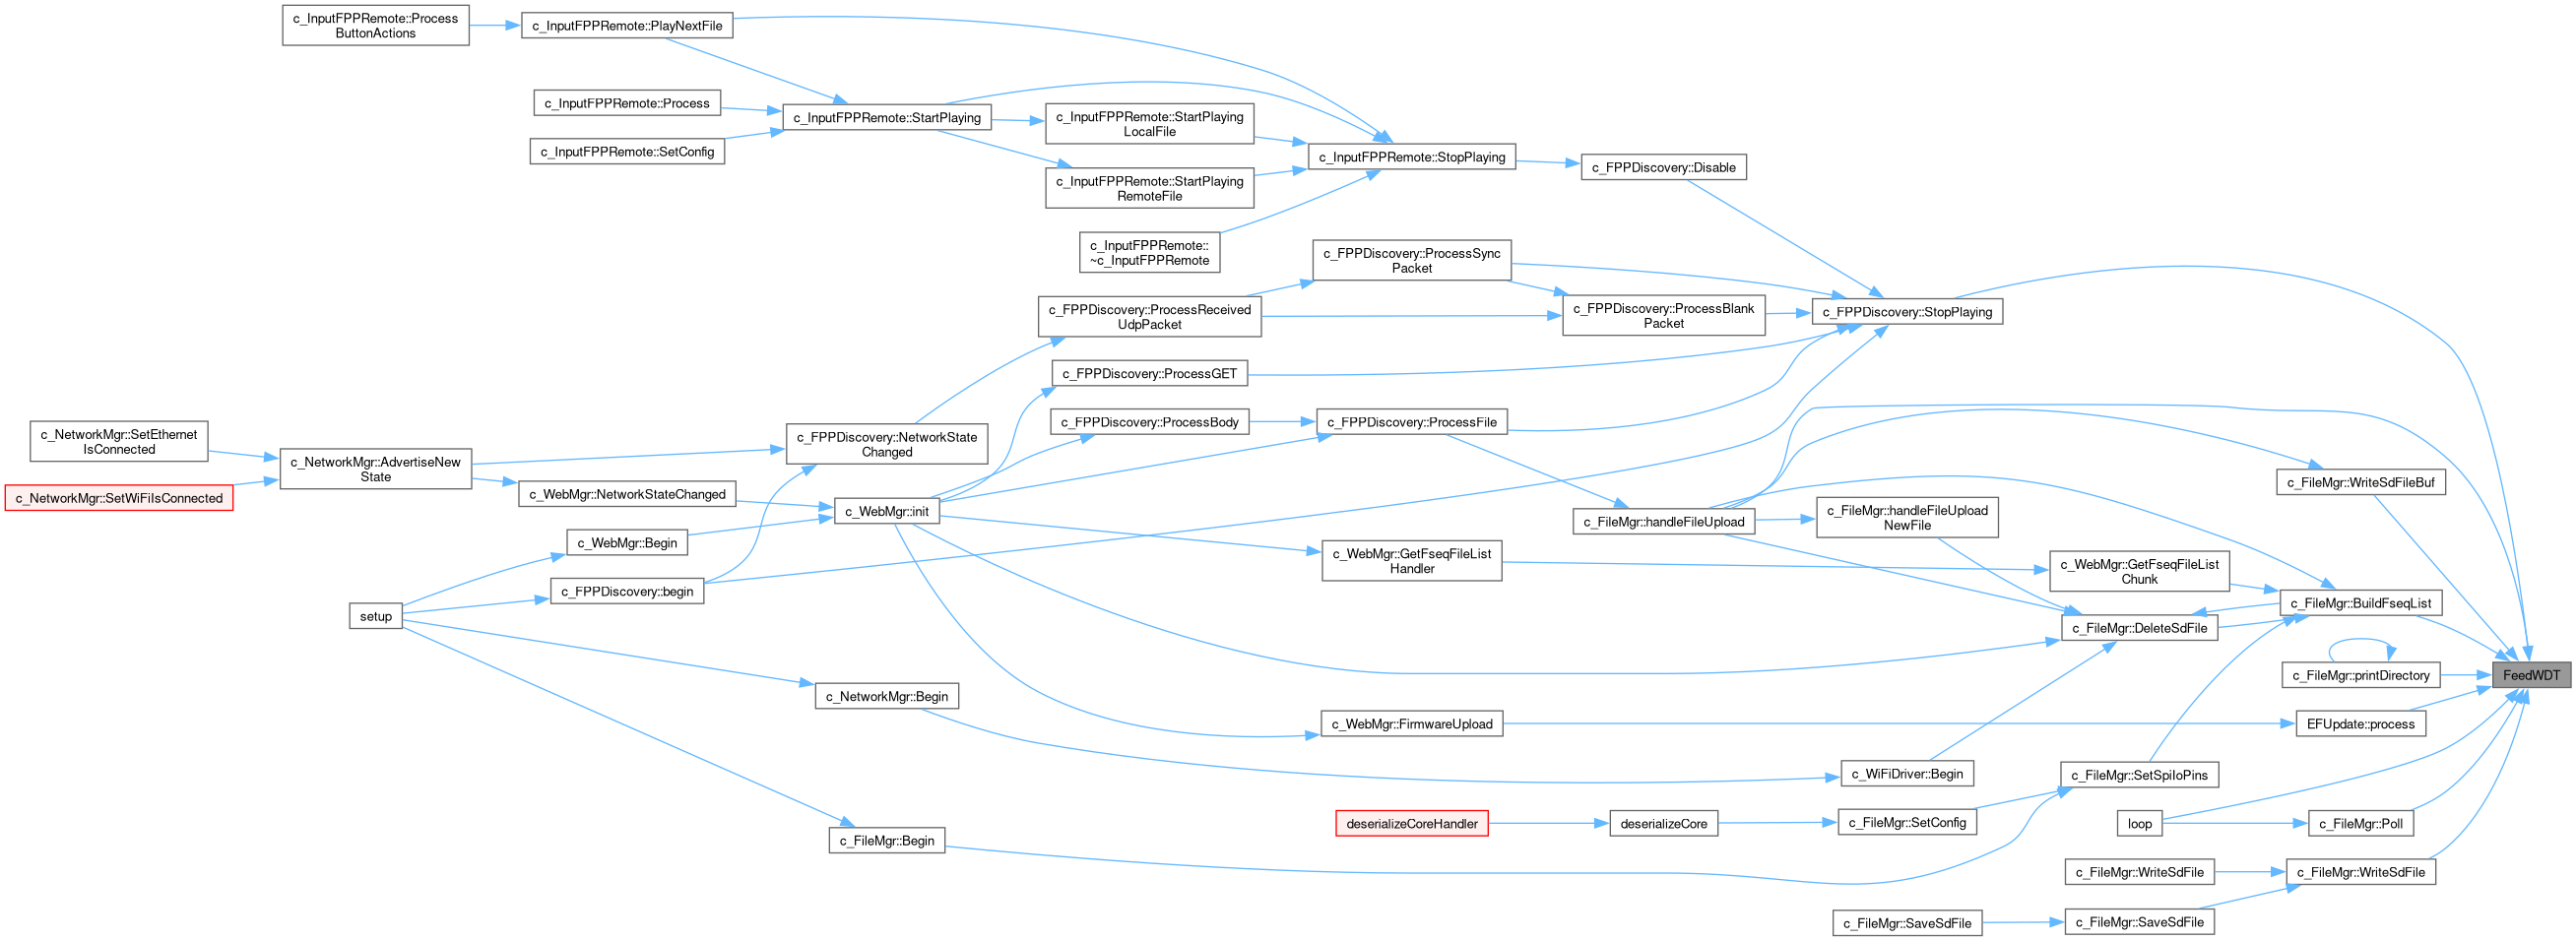 c_InputFPPRemote::Process
ButtonActions
c_InputFPPRemote::PlayNextFile
c_InputFPPRemote::Process
c_InputFPPRemote::SetConfig
c_InputFPPRemote::StartPlaying
c_InputFPPRemote::StartPlaying
LocalFile
c_InputFPPRemote::StartPlaying
RemoteFile
c_InputFPPRemote::
~c_InputFPPRemote
c_InputFPPRemote::StopPlaying
c_FPPDiscovery::Disable
c_FPPDiscovery::ProcessSync
Packet
c_FPPDiscovery::ProcessReceived
UdpPacket
c_FPPDiscovery::ProcessBlank
Packet
c_FPPDiscovery::StopPlaying
c_FPPDiscovery::ProcessGET
c_FPPDiscovery::ProcessBody
c_FPPDiscovery::ProcessFile
c_NetworkMgr::SetEthernet
IsConnected
c_NetworkMgr::SetWiFiIsConnected
c_NetworkMgr::AdvertiseNew
State
c_FPPDiscovery::NetworkState
Changed
c_WebMgr::NetworkStateChanged
c_WebMgr::init
c_WebMgr::Begin
c_FPPDiscovery::begin
setup
c_FileMgr::WriteSdFileBuf
c_FileMgr::handleFileUpload
c_FileMgr::handleFileUpload
NewFile
c_WebMgr::GetFseqFileList
Handler
c_WebMgr::GetFseqFileList
Chunk
c_FileMgr::BuildFseqList
c_FileMgr::DeleteSdFile
c_FileMgr::printDirectory
FeedWDT
c_NetworkMgr::Begin
c_WebMgr::FirmwareUpload
EFUpdate::process
c_WiFiDriver::Begin
c_FileMgr::SetSpiIoPins
c_FileMgr::Begin
deserializeCoreHandler
deserializeCore
c_FileMgr::SetConfig
loop
c_FileMgr::Poll
c_FileMgr::WriteSdFile
c_FileMgr::WriteSdFile
c_FileMgr::SaveSdFile
c_FileMgr::SaveSdFile